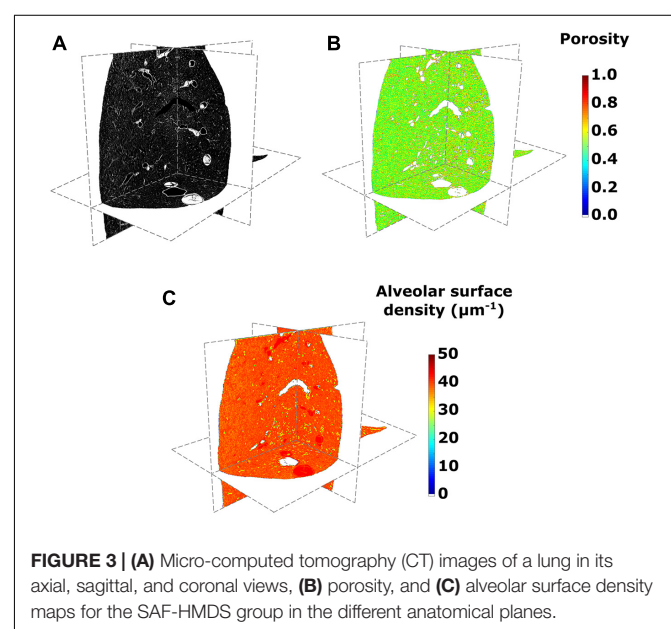 A
B
Porosity
1.0
0.8
0.6
0.4
0.2
0.0
C
Alveolar surface
density (µm⁻¹)
50
40
30
20
10
0
FIGURE 3 | (A) Micro-computed tomography (CT) images of a lung in its
axial, sagittal, and coronal views, (B) porosity, and (C) alveolar surface density
maps for the SAF-HMDS group in the different anatomical planes.